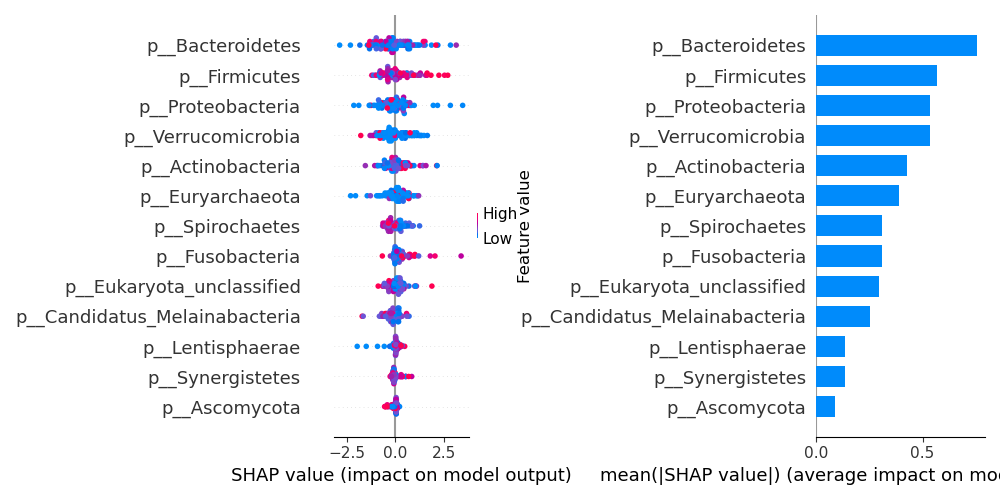 p__Bacteroidetes
p__Firmicutes
p__Proteobacteria
p__Verrucomicrobia
p__Actinobacteria
p__Euryarchaeota
p__Spirochaetes
p__Fusobacteria
p__Eukaryota_unclassified
p__Candidatus_Melainabacteria
p__Lentisphaerae
p__Synergistetes
p__Ascomycota
−2.5 0.0 2.5
SHAP value (impact on model output)
High
Low
Feature value
p__Bacteroidetes
p__Firmicutes
p__Proteobacteria
p__Verrucomicrobia
p__Actinobacteria
p__Euryarchaeota
p__Spirochaetes
p__Fusobacteria
p__Eukaryota_unclassified
p__Candidatus_Melainabacteria
p__Lentisphaerae
p__Synergistetes
p__Ascomycota
0.0 0.5
mean(|SHAP value|) (average impact on mo